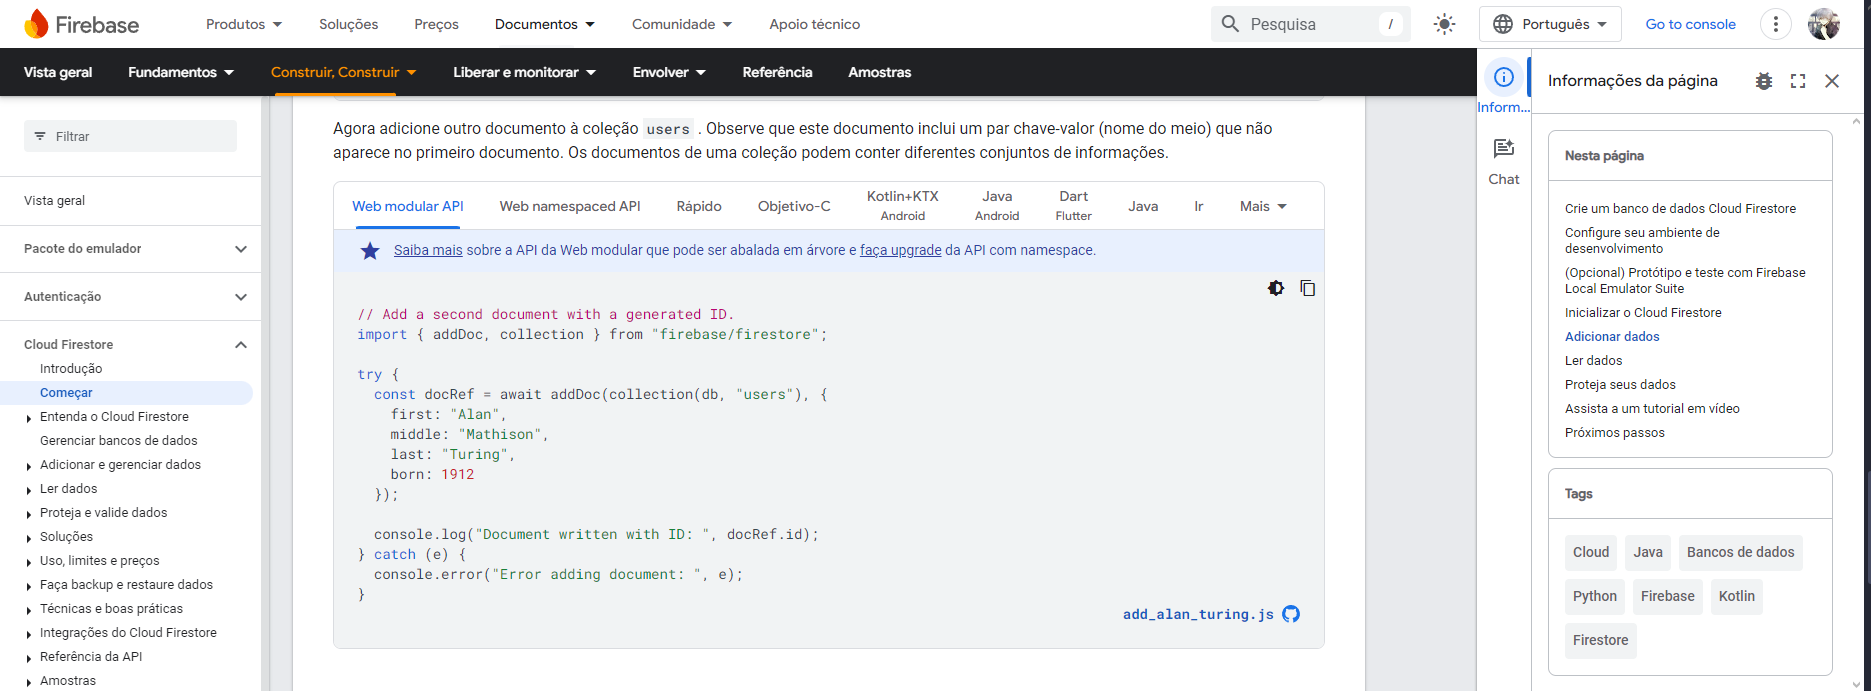 Firebase
Produtos
Soluções
Preços
Documentos
Comunidade
Apoio técnico
Pesquisa
/
Português
Go to console
Vista geral
Fundamentos
Construir, Construir
Liberar e monitorar
Envolver
Referência
Amostras
Filtrar
Vista geral
Pacote do emulador
Autenticação
Cloud Firestore
Introdução
Começar
Entenda o Cloud Firestore
Gerenciar bancos de dados
Adicionar e gerenciar dados
Ler dados
Proteja e valide dados
Soluções
Uso, limites e preços
Faça backup e restaure dados
Técnicas e boas práticas
Integrações do Cloud Firestore
Referência da API
Amostras
Agora adicione outro documento à coleção users . Observe que este documento inclui um par chave-valor (nome do meio) que não
aparece no primeiro documento. Os documentos de uma coleção podem conter diferentes conjuntos de informações.
Web modular API
Web namespaced API
Rápido
Objetivo-C
Kotlin+KTX
Android
Java
Android
Dart
Flutter
Java
Ir
Mais
Saiba mais sobre a API da Web modular que pode ser abalada em árvore e faça upgrade da API com namespace.
// Add a second document with a generated ID.
import { addDoc, collection } from "firebase/firestore";
try {
const docRef = await addDoc(collection(db, "users"), {
first: "Alan",
middle: "Mathison",
last: "Turing",
born: 1912
});
console.log("Document written with ID: ", docRef.id);
} catch (e) {
console.error("Error adding document: ", e);
}
add_alan_turing.js
Inform...
Chat
Informações da página
Nesta página
Crie um banco de dados Cloud Firestore
Configure seu ambiente de
desenvolvimento
(Opcional) Protótipo e teste com Firebase
Local Emulator Suite
Inicializar o Cloud Firestore
Adicionar dados
Ler dados
Proteja seus dados
Assista a um tutorial em vídeo
Próximos passos
Tags
Cloud
Java
Bancos de dados
Python
Firebase
Kotlin
Firestore